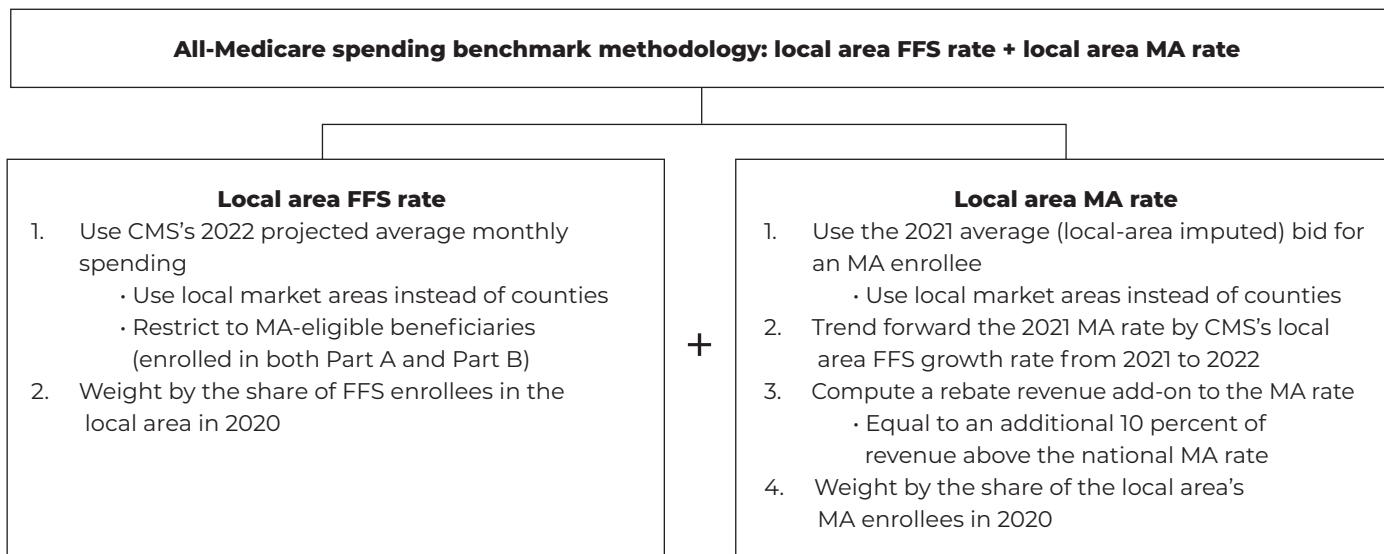 All-Medicare spending benchmark methodology: local area FFS rate + local area MA rate
Local area FFS rate
1. Use CMS's 2022 projected average monthly
spending
· Use local market areas instead of counties
· Restrict to MA-eligible beneficiaries
(enrolled in both Part A and Part B)
2. Weight by the share of FFS enrollees in the
local area in 2020
+
Local area MA rate
1. Use the 2021 average (local-area imputed) bid for
an MA enrollee
· Use local market areas instead of counties
2. Trend forward the 2021 MA rate by CMS's local
area FFS growth rate from 2021 to 2022
3. Compute a rebate revenue add-on to the MA rate
· Equal to an additional 10 percent of
revenue above the national MA rate
4. Weight by the share of the local area's
MA enrollees in 2020